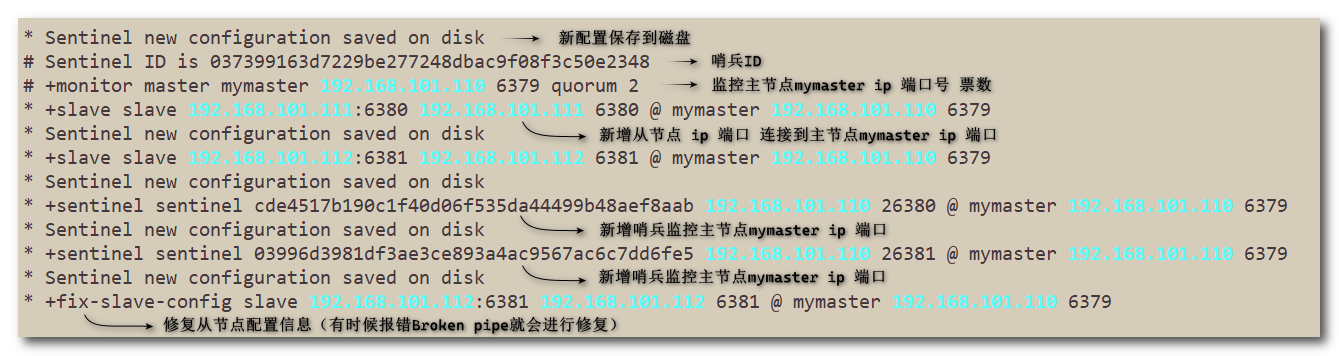 * Sentinel new configuration saved on disk 新配置保存到磁盘
# Sentinel ID is 037399163d7229be277248dbac9f08f3c50e2348 哨兵ID
# +monitor master mymaster 192.168.101.110 6379 quorum 2 监控主节点mymaster ip 端口号 票数
* +slave slave 192.168.101.111:6380 192.168.101.111 6380 @ mymaster 192.168.101.110 6379
* Sentinel new configuration saved on disk 新增从节点 ip 端口 连接到主节点mymaster ip 端口
* +slave slave 192.168.101.112:6381 192.168.101.112 6381 @ mymaster 192.168.101.110 6379
* Sentinel new configuration saved on disk
* +sentinel sentinel cde4517b190c1f40d06f535da44499b48aef8aab 192.168.101.110 26380 @ mymaster 192.168.101.110 6379
* Sentinel new configuration saved on disk 新增哨兵监控主节点mymaster ip 端口
* +sentinel sentinel 03996d3981df3ae3ce893a4ac9567ac6c7dd6fe5 192.168.101.110 26381 @ mymaster 192.168.101.110 6379
* Sentinel new configuration saved on disk 新增哨兵监控主节点mymaster ip 端口
* +fix-slave-config slave 192.168.101.112:6381 192.168.101.112 6381 @ mymaster 192.168.101.110 6379
修复从节点配置信息（有时候报错Broken pipe就会进行修复）